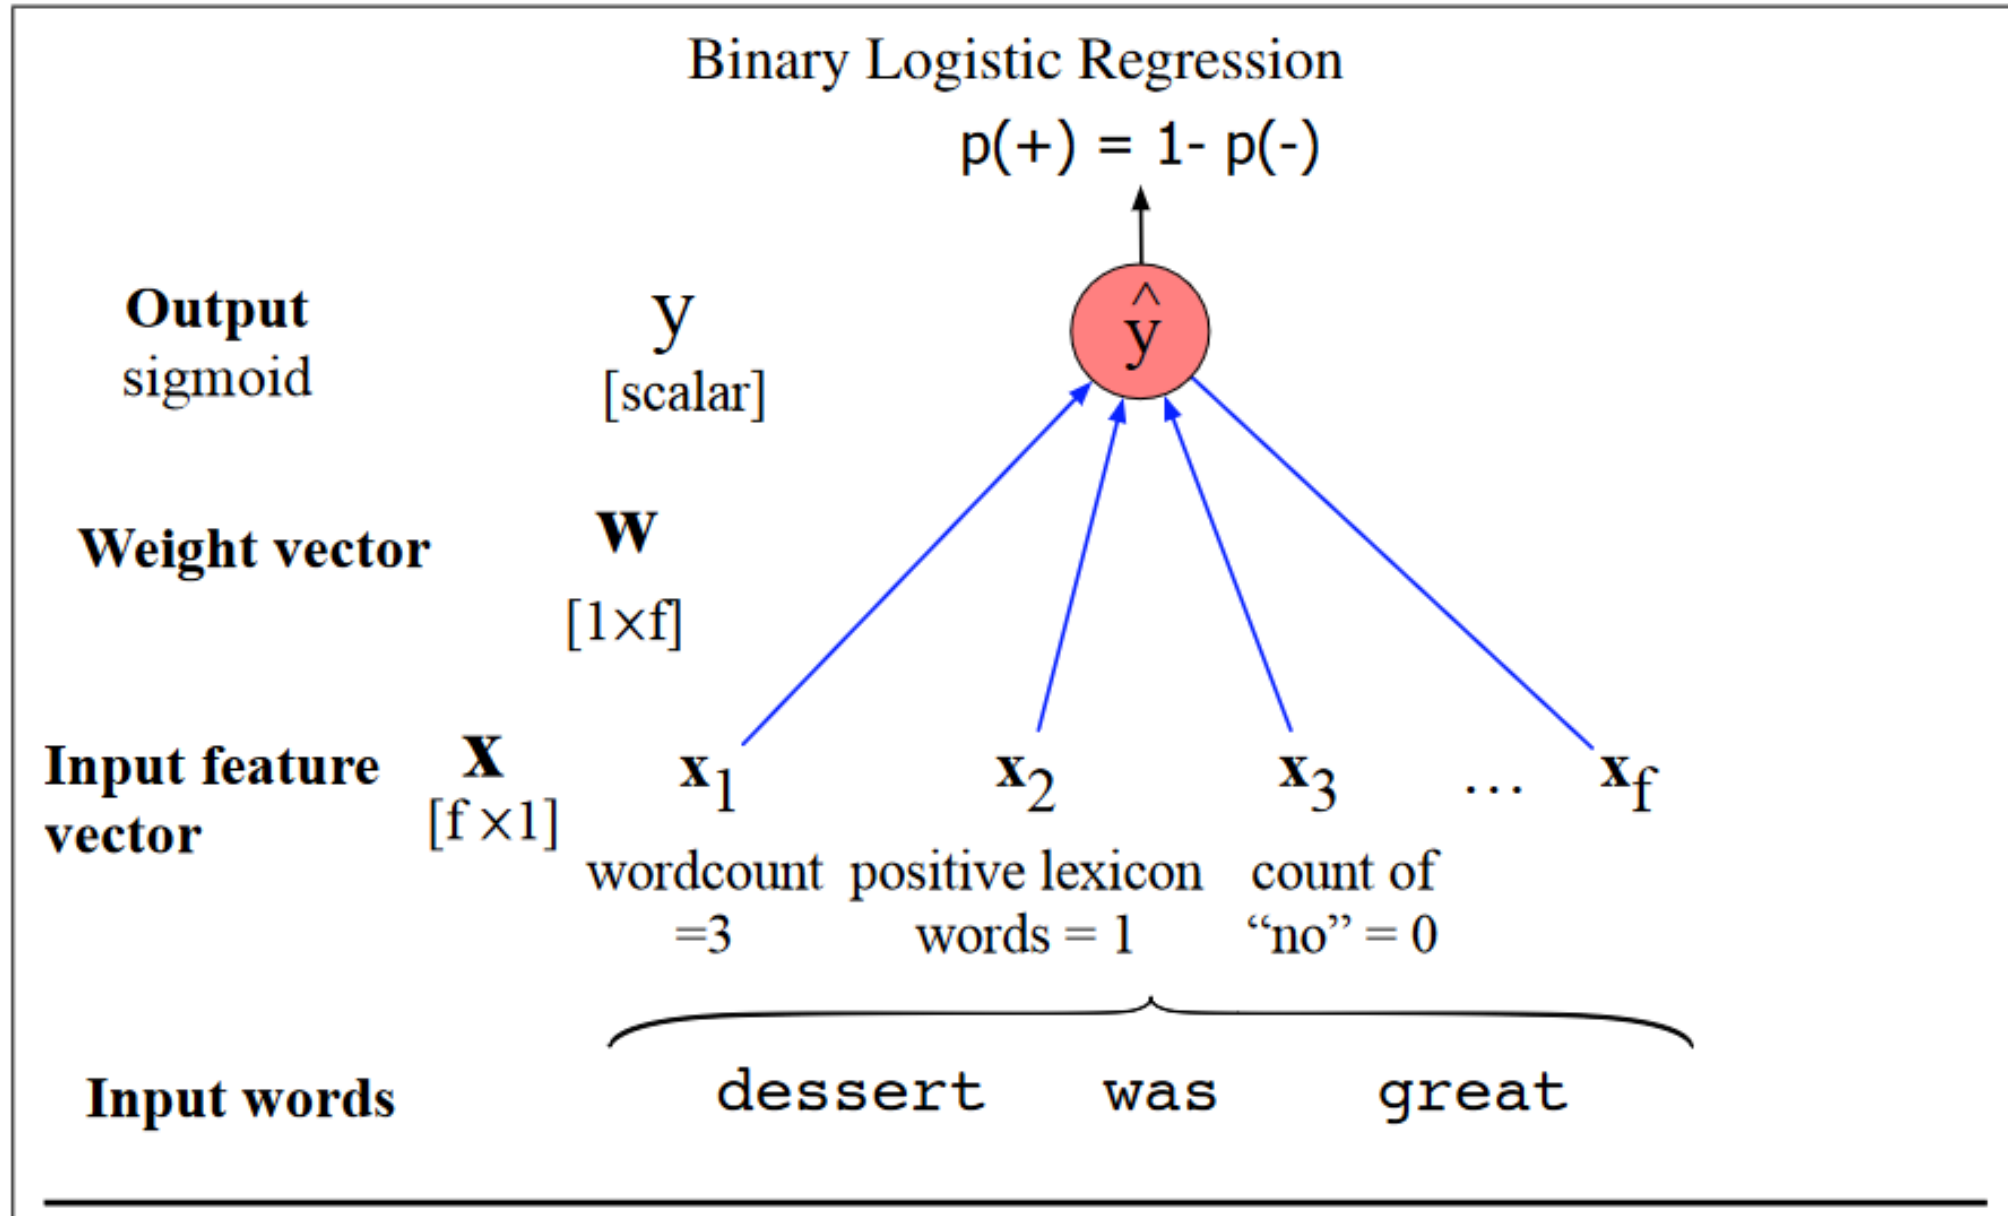 Binary Logistic Regression
p(+) = 1- p(-)
Output
sigmoid
y
[scalar]
ŷ
Weight vector
w
[1×f]
Input feature
vector
x
[f ×1]
x1 x2 x3 … xf
wordcount
=3
positive lexicon
words = 1
count of
“no” = 0
Input words
dessert was great